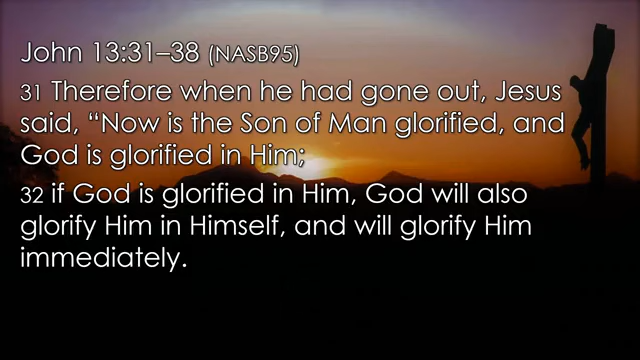 John 13:31–38 (NASB95)
31 Therefore when he had gone out, Jesus
said, “Now is the Son of Man glorified, and
God is glorified in Him;
32 if God is glorified in Him, God will also
glorify Him in Himself, and will glorify Him
immediately.